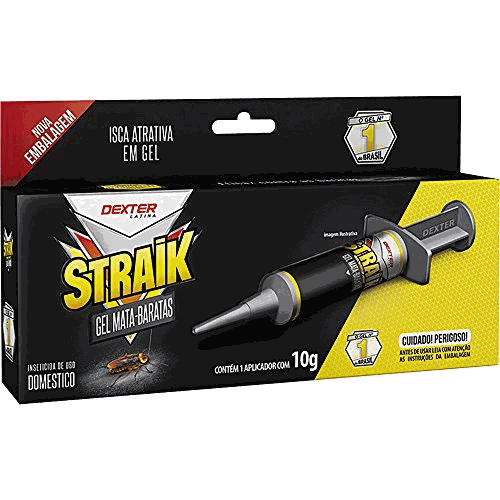 NOVA
EMBALAGEM
ISCA ATRATIVA
EM GEL
O GEL Nº
1
DO BRASIL
DEXTER
LATINA
STRAIK
GEL MATA-BARATAS
INSETICIDA DE USO
DOMESTICO
Imagem Ilustrativa
STRAIK
DEXTER
CONTÉM 1 APLICADOR COM 10g
O GEL Nº
1
DO BRASIL
CUIDADO! PERIGOSO!
ANTES DE USAR LEIA COM ATENÇÃO
AS INSTRUÇÕES DA EMBALAGEM